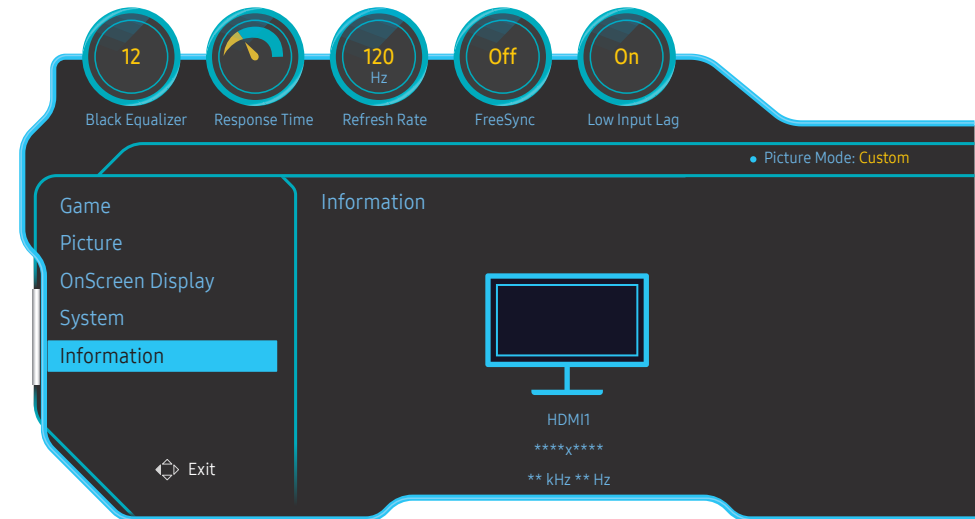 12
120
Hz
Off
On
Black Equalizer
Response Time
Refresh Rate
FreeSync
Low Input Lag
• Picture Mode: Custom
Game
Picture
OnScreen Display
System
Information
Exit
Information
HDMI1
****x****
** kHz ** Hz